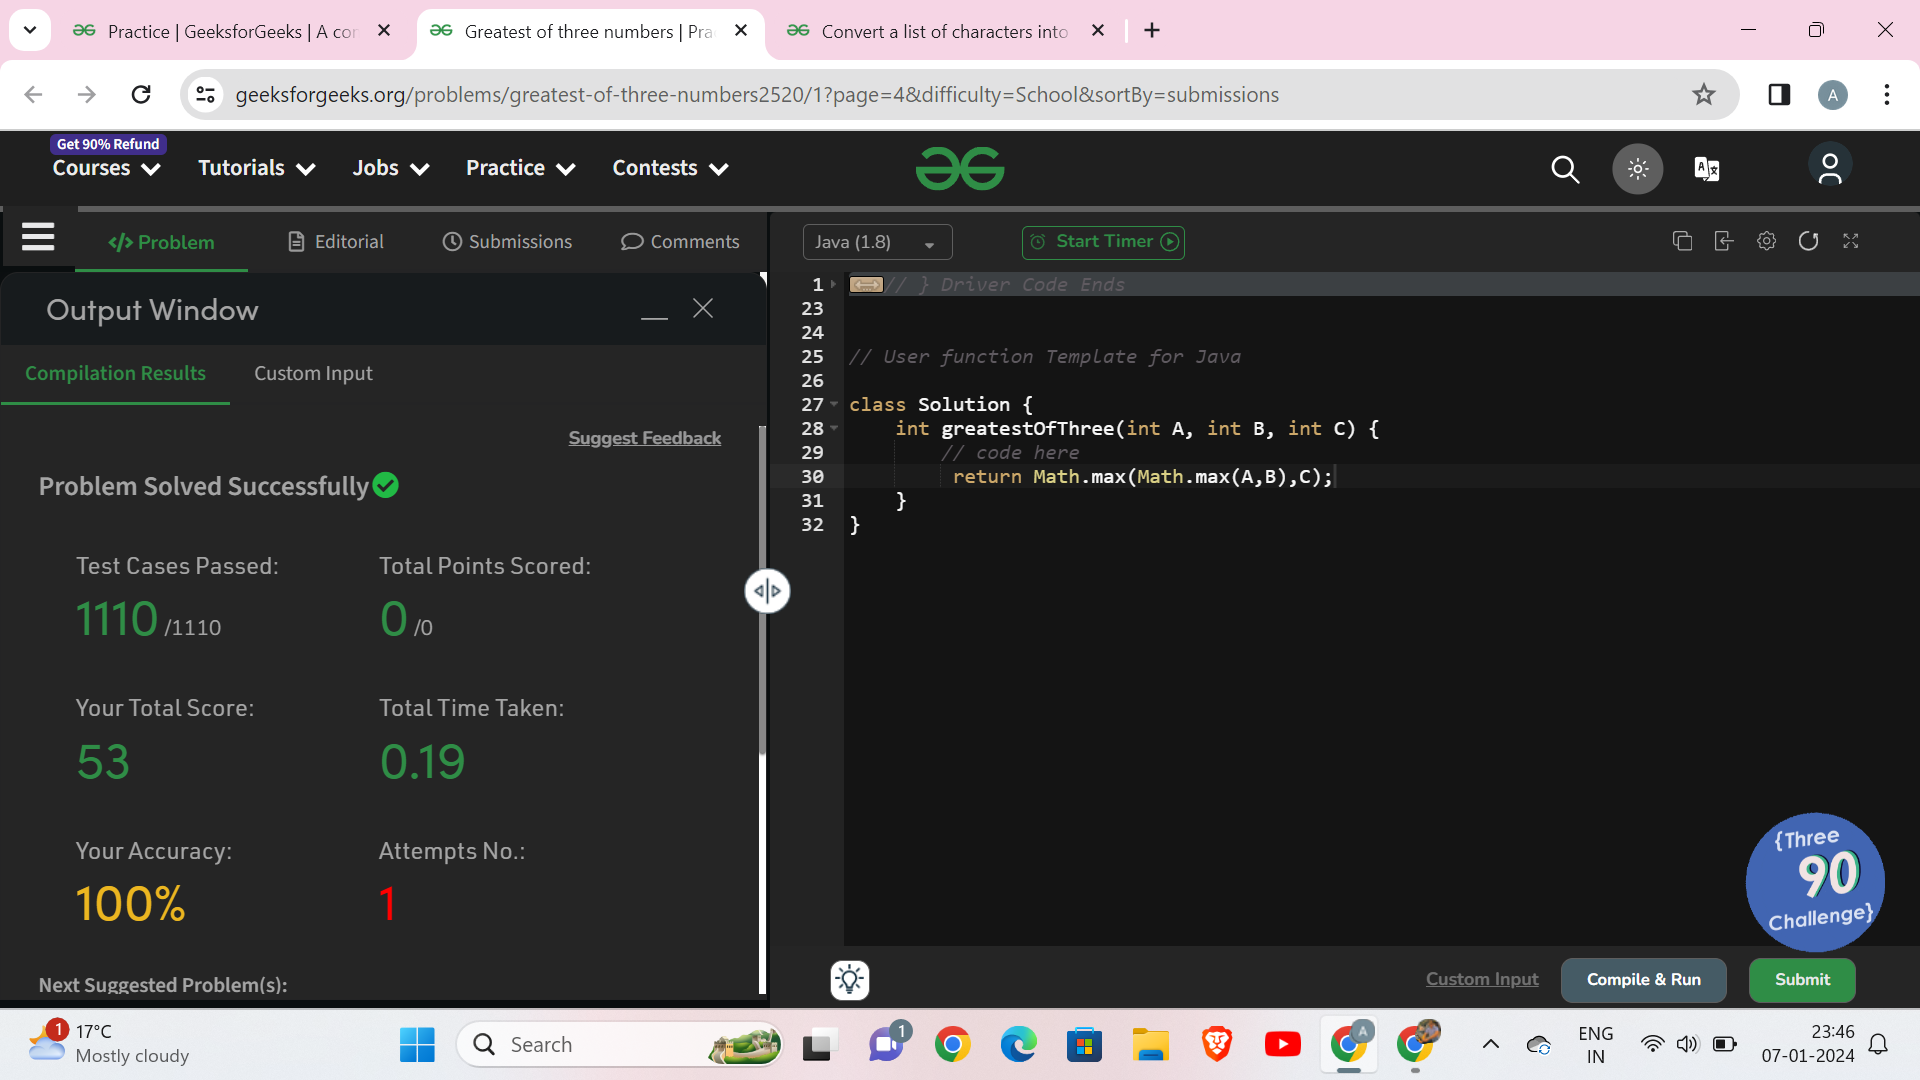 Practice | GeeksforGeeks | A cor
Greatest of three numbers | Pra
Convert a list of characters into
geeksforgeeks.org/problems/greatest-of-three-numbers2520/1?page=4&difficulty=School&sortBy=submissions
A
Get 90% Refund
Courses
Tutorials
Jobs
Practice
Contests
</> Problem
Editorial
Submissions
Comments
Java (1.8)
Start Timer
Output Window
Compilation Results
Custom Input
Suggest Feedback
Problem Solved Successfully
Test Cases Passed:
Total Points Scored:
1110 /1110
0 /0
Your Total Score:
Total Time Taken:
53
0.19
Your Accuracy:
Attempts No.:
100%
1
Next Suggested Problem(s):
1 // } Driver Code Ends
23
24
25 // User function Template for Java
26
27 class Solution {
28 int greatestOfThree(int A, int B, int C) {
29 // code here
30 return Math.max(Math.max(A,B),C);
31 }
32 }
{Three
90
Challenge}
Custom Input
Compile & Run
Submit
1
17°C
Mostly cloudy
Search
1
A
ENG
IN
23:46
07-01-2024